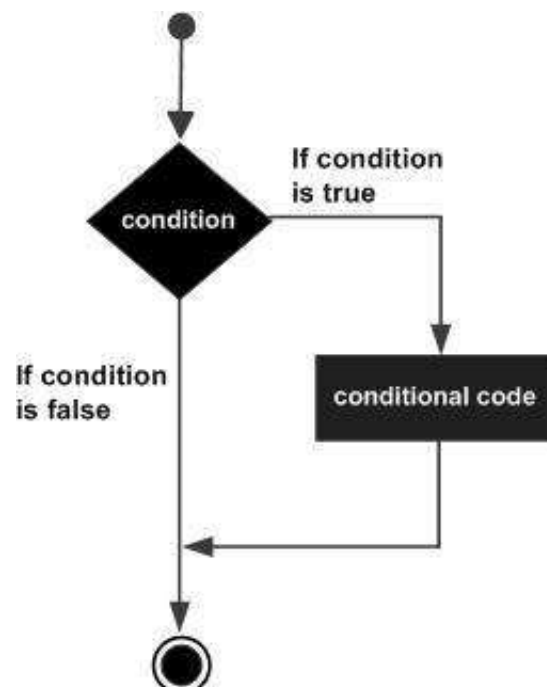 If condition
is true
condition
If condition
is false
conditional code